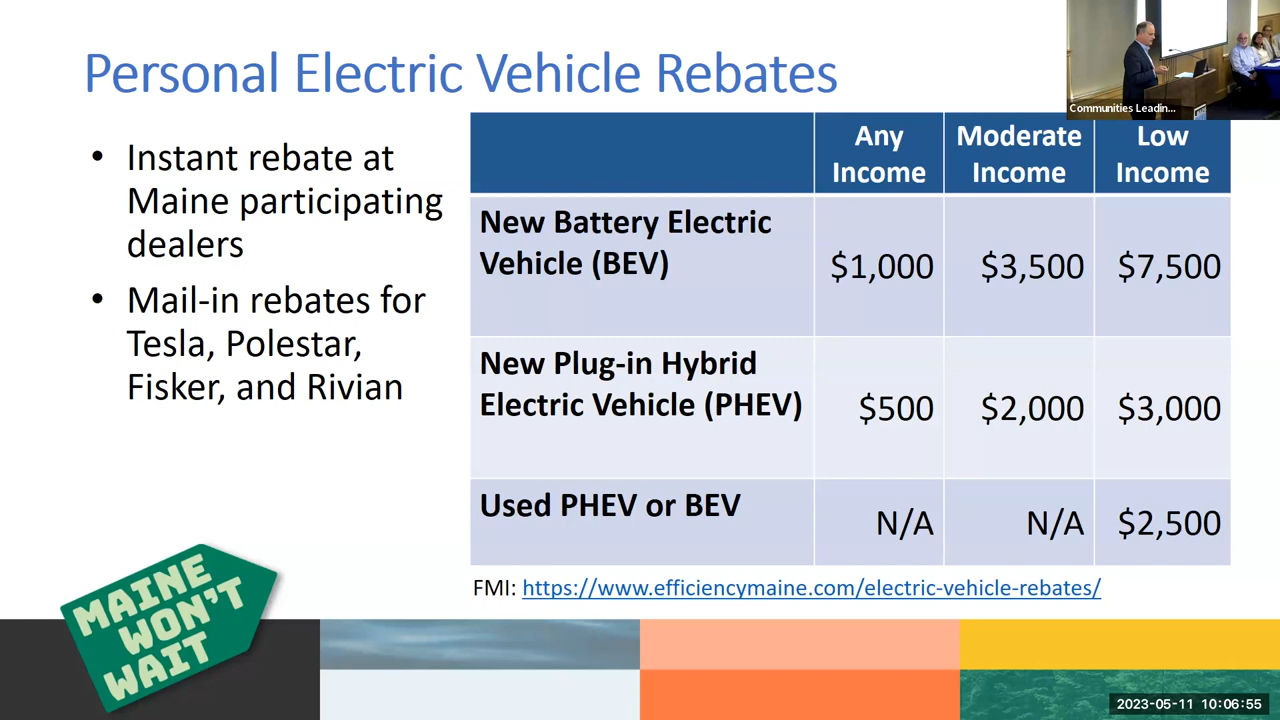 Personal Electric Vehicle Rebates
Communities Leadin...
• Instant rebate at
Maine participating
dealers
• Mail-in rebates for
Tesla, Polestar,
Fisker, and Rivian
Any Income Moderate Income Low Income
New Battery Electric
Vehicle (BEV) $1,000 $3,500 $7,500
New Plug-in Hybrid
Electric Vehicle (PHEV) $500 $2,000 $3,000
Used PHEV or BEV N/A N/A $2,500
FMI: https://www.efficiencymaine.com/electric-vehicle-rebates/
MAINE
WON'T
WAIT
2023-05-11 10:06:55